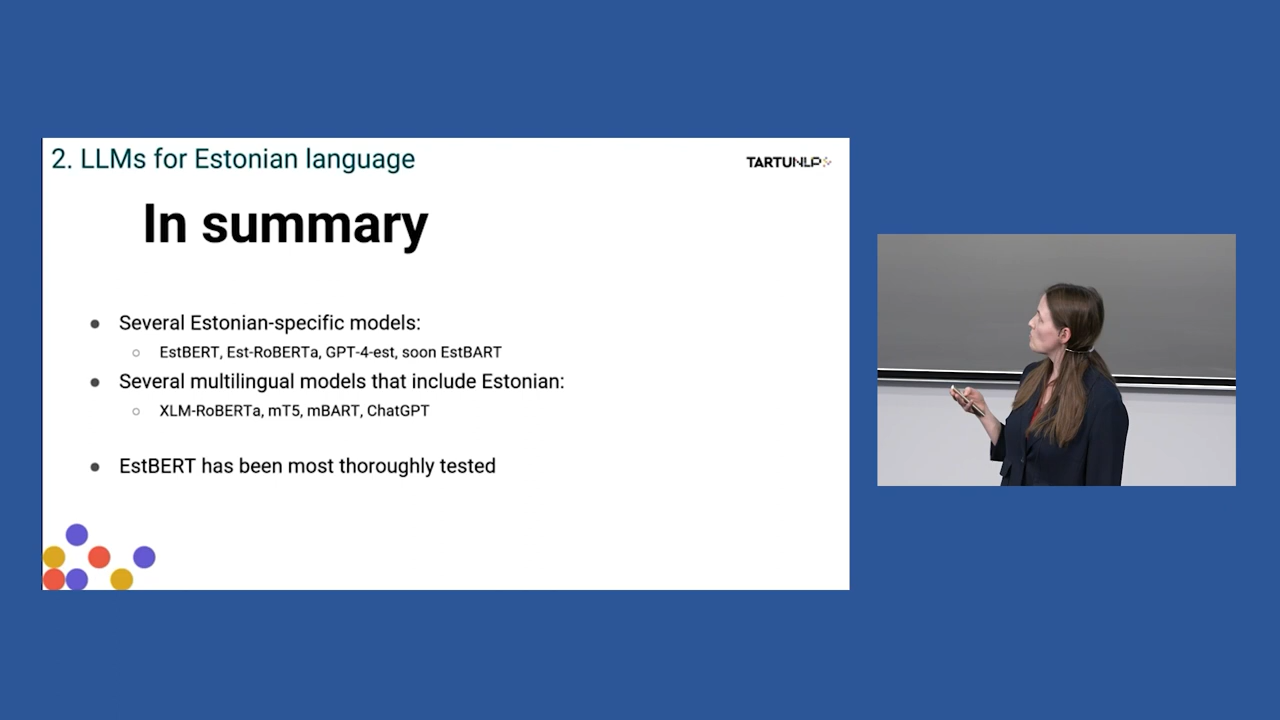 2. LLMs for Estonian language
TARTUNLP
In summary
● Several Estonian-specific models:
○ EstBERT, Est-RoBERTa, GPT-4-est, soon EstBART
● Several multilingual models that include Estonian:
○ XLM-RoBERTa, mT5, mBART, ChatGPT
● EstBERT has been most thoroughly tested